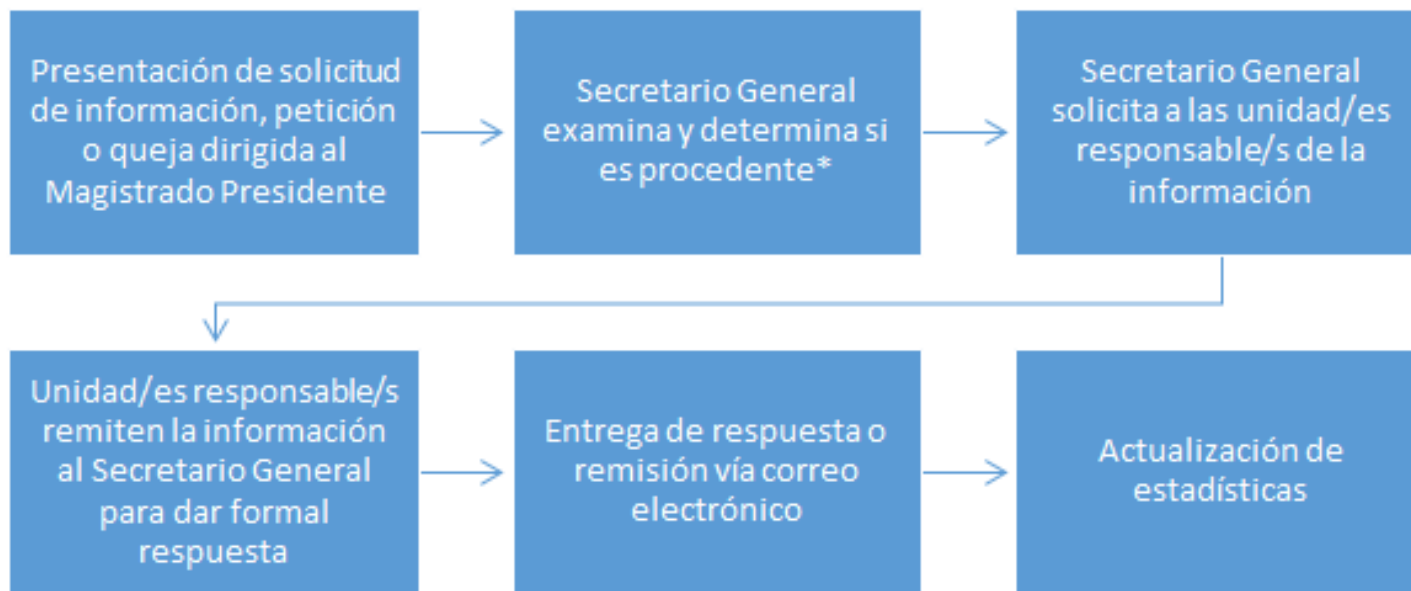 Presentación de solicitud
de información, petición
o queja dirigida al
Magistrado Presidente
Secretario General
examina y determina si
es procedente*
Secretario General
solicita a las unidad/es
responsable/s de la
información
Unidad/es responsable/s
remiten la información
al Secretario General
para dar formal
respuesta
Entrega de respuesta o
remisión vía correo
electrónico
Actualización de
estadísticas